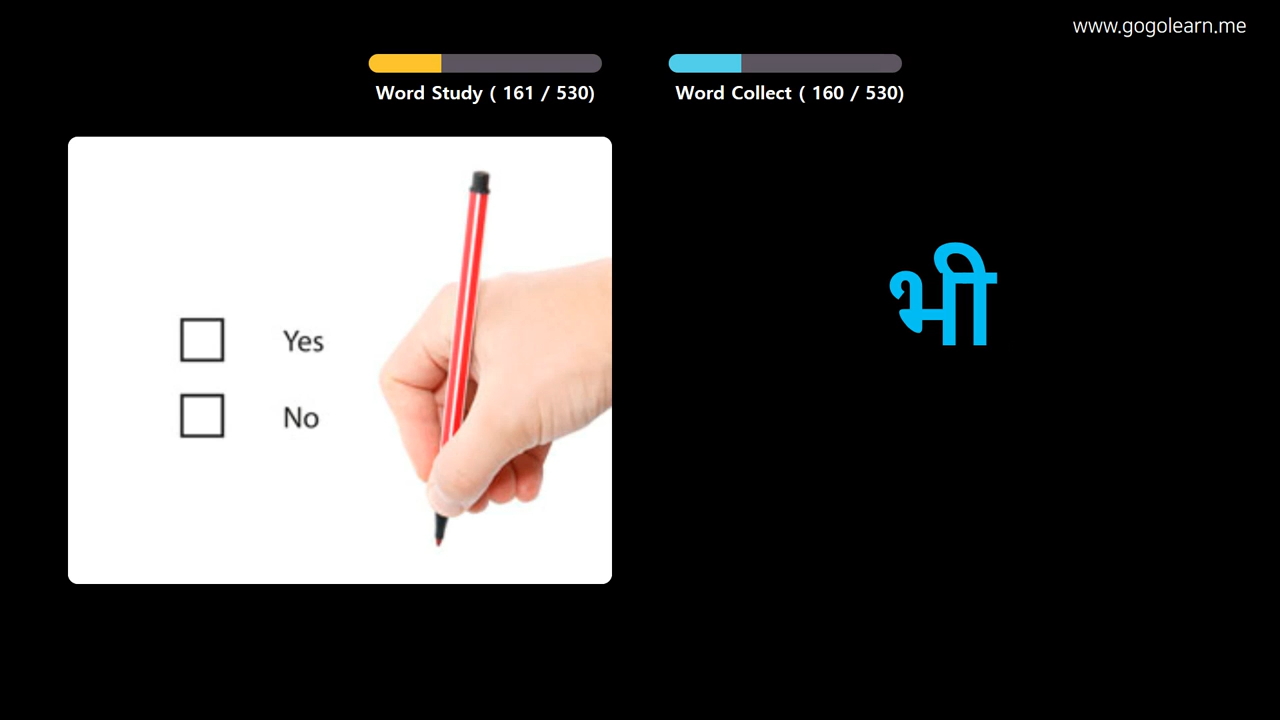 www.gogolearn.me
Word Study ( 161 / 530)
Word Collect ( 160 / 530)
Yes
No
भी